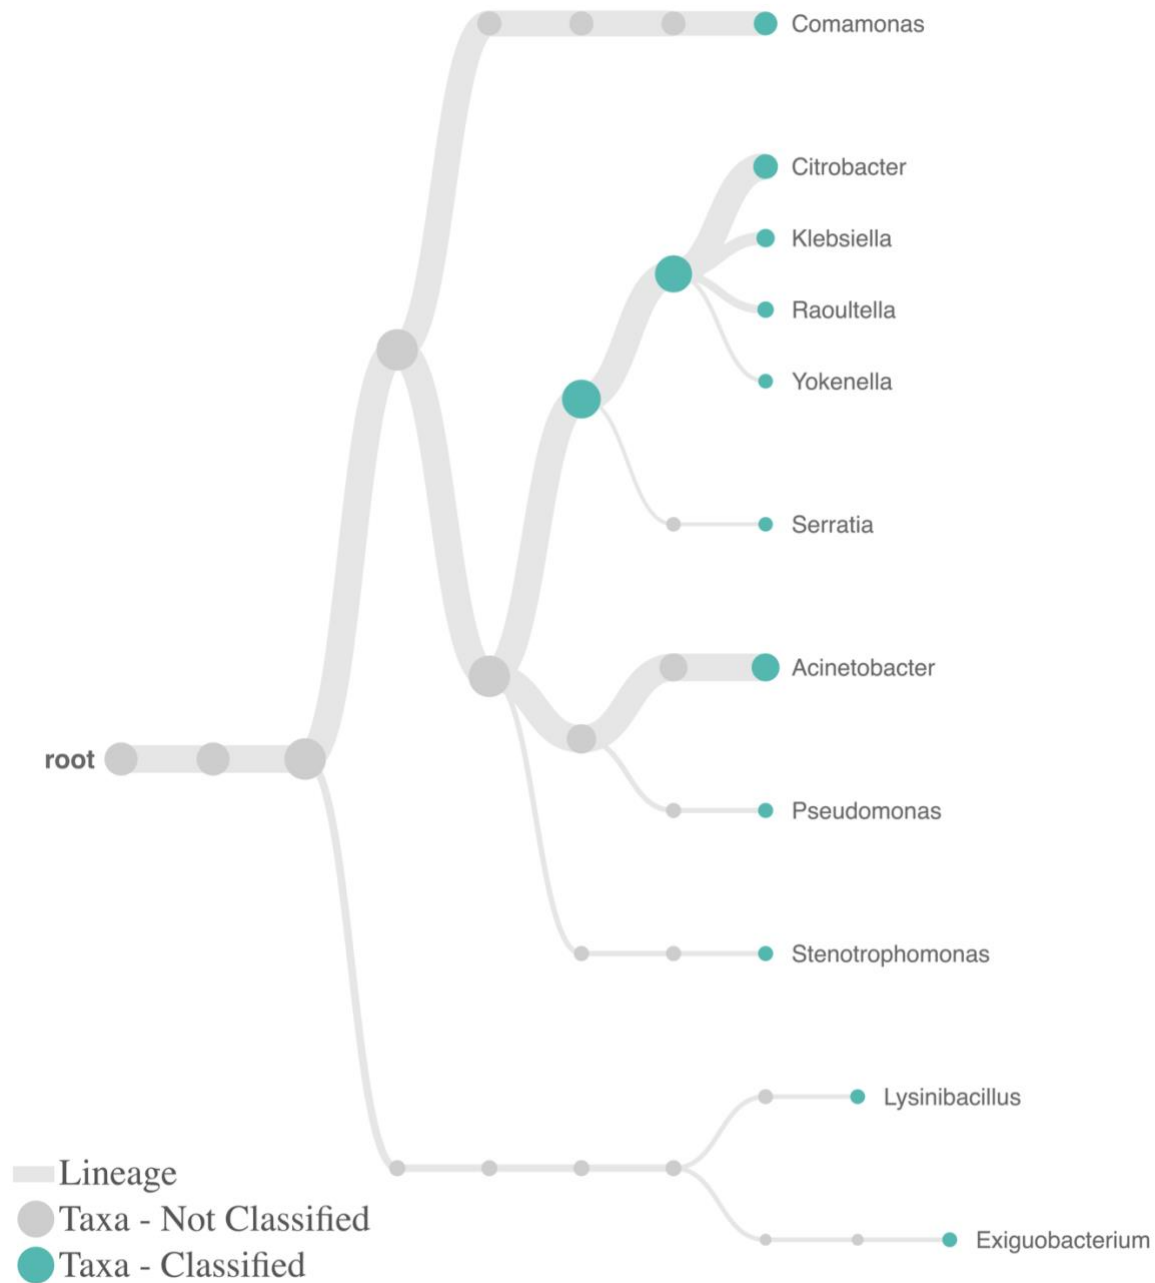 Comamonas
Citrobacter
Klebsiella
Raoultella
Yokenella
Serratia
Acinetobacter
root
Pseudomonas
Stenotrophomonas
Lysinibacillus
Lineage
Taxa - Not Classified
Exiguobacterium
Taxa - Classified